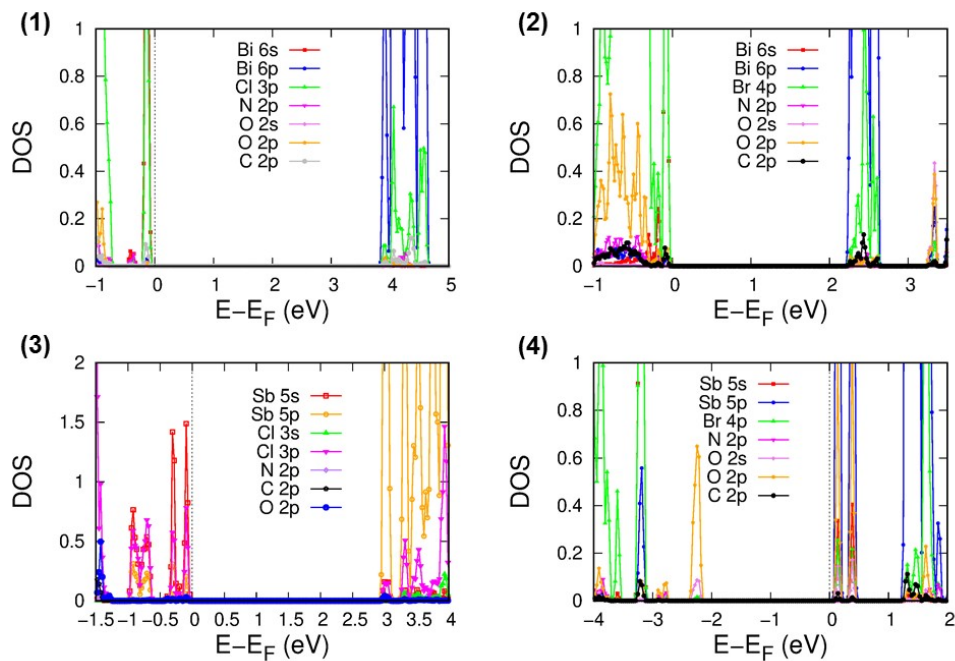 (1)
DOS
1
0.8
0.6
0.4
0.2
0
Bi 6s
Bi 6p
Cl 3p
N 2p
O 2s
O 2p
C 2p
−1 0 1 2 3 4 5
E−E_F (eV)
(2)
DOS
1
0.8
0.6
0.4
0.2
0
Bi 6s
Bi 6p
Br 4p
N 2p
O 2s
O 2p
C 2p
−1 0 1 2 3
E−E_F (eV)
(3)
DOS
2
1.5
1
0.5
0
Sb 5s
Sb 5p
Cl 3s
Cl 3p
N 2p
C 2p
O 2p
−1.5 −1 −0.5 0 0.5 1 1.5 2 2.5 3 3.5 4
E−E_F (eV)
(4)
DOS
1
0.8
0.6
0.4
0.2
0
Sb 5s
Sb 5p
Br 4p
N 2p
O 2s
O 2p
C 2p
−4 −3 −2 −1 0 1 2
E−E_F (eV)